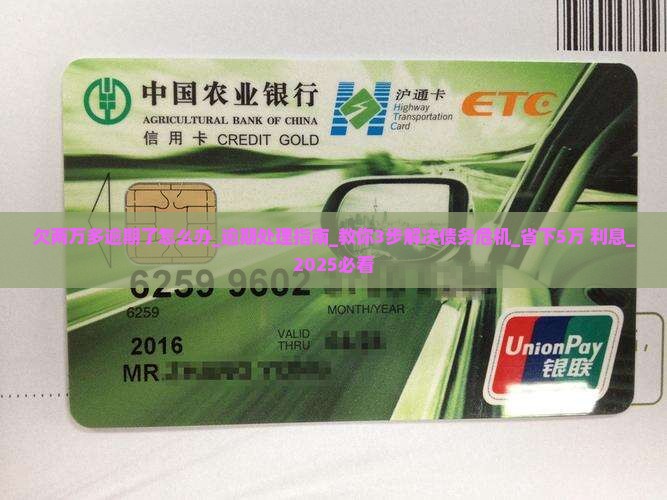 中国农业银行
AGRICULTURAL BANK OF CHINA
信用卡 CREDIT GOLD
沪通卡
Highway
Transportation
Card
ETC
欠两万多逾期了怎么办_逾期处理指南_教你3步解决债务危机_省下5万 利息_
2025必看
6259 9602
6259
MONTH/YEAR
2016
VALID
THRU
MR.
UnionPay
银联